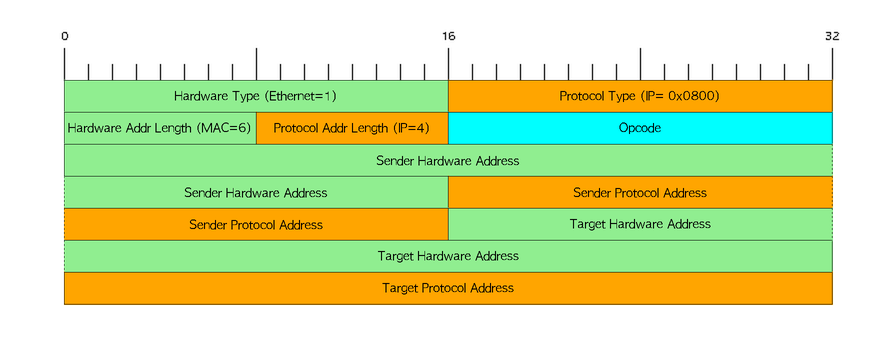 0 16 32
Hardware Type (Ethernet=1) Protocol Type (IP= 0x0800)
Hardware Addr Length (MAC=6) Protocol Addr Length (IP=4) Opcode
Sender Hardware Address
Sender Hardware Address Sender Protocol Address
Sender Protocol Address Target Hardware Address
Target Hardware Address
Target Protocol Address